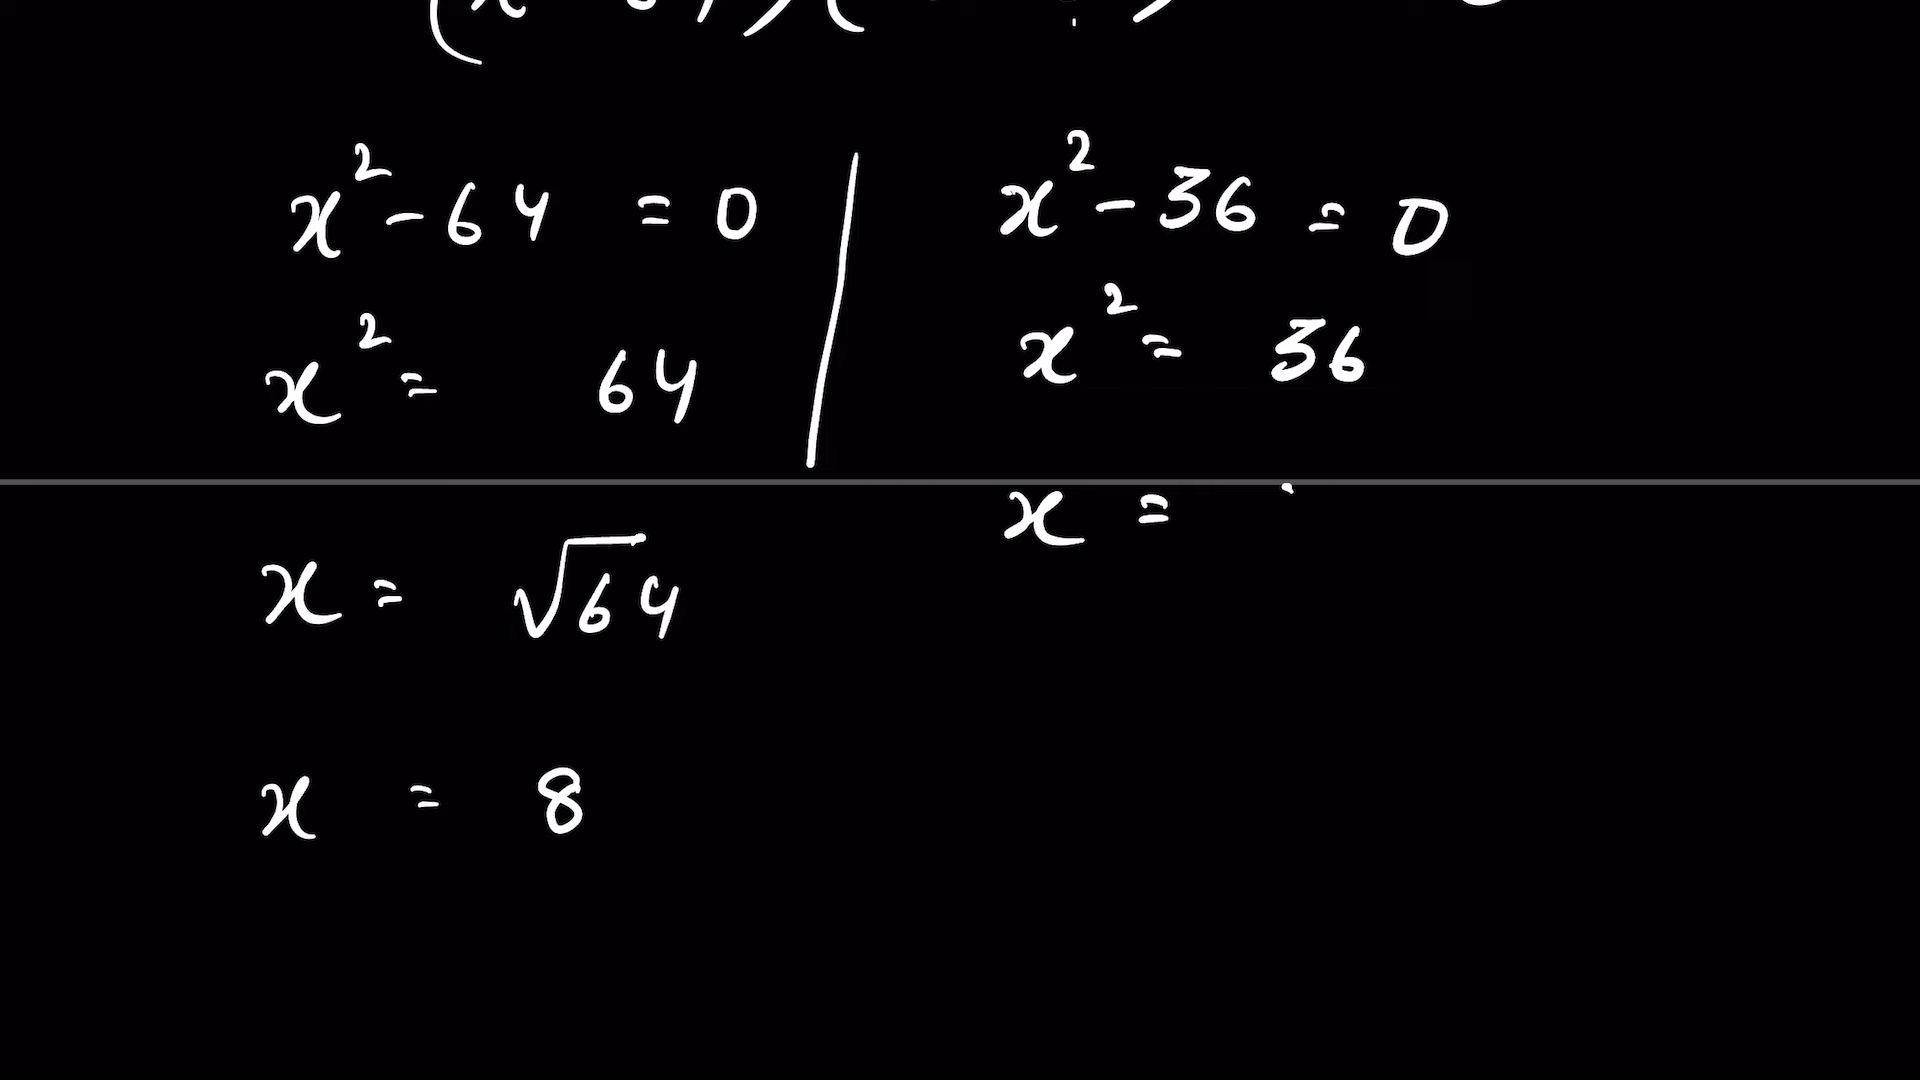 x² - 64 = 0
x² = 64
x = √64
x = 8
x² - 36 = 0
x² = 36
x =